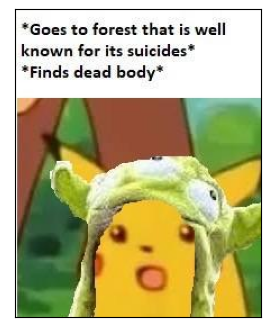 *Goes to forest that is well
known for its suicides*
*Finds dead body*